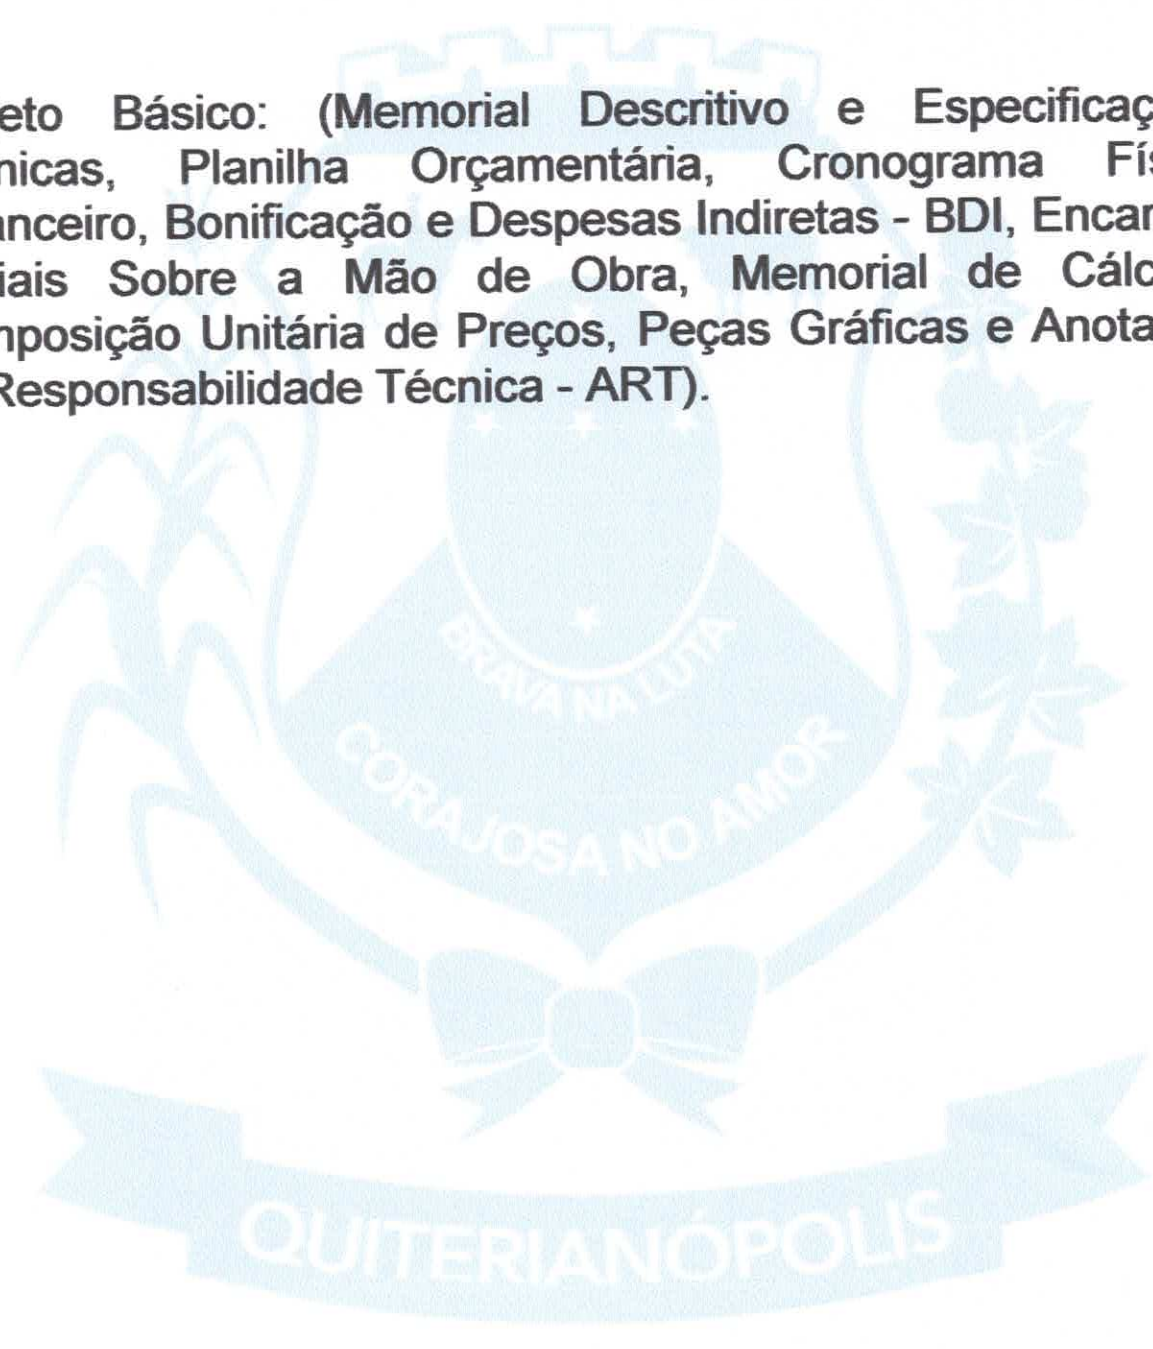 eto Básico: (Memorial Descritivo e Especificaç
nicas, Planilha Orçamentária, Cronograma Fís
anceiro, Bonificação e Despesas Indiretas - BDI, Encar
iais Sobre a Mão de Obra, Memorial de Cálc
mposição Unitária de Preços, Peças Gráficas e Anota
Responsabilidade Técnica - ART).
BRAVA NA LUTA
CORAJOSA NO AMOR
QUITERIANÓPOLIS